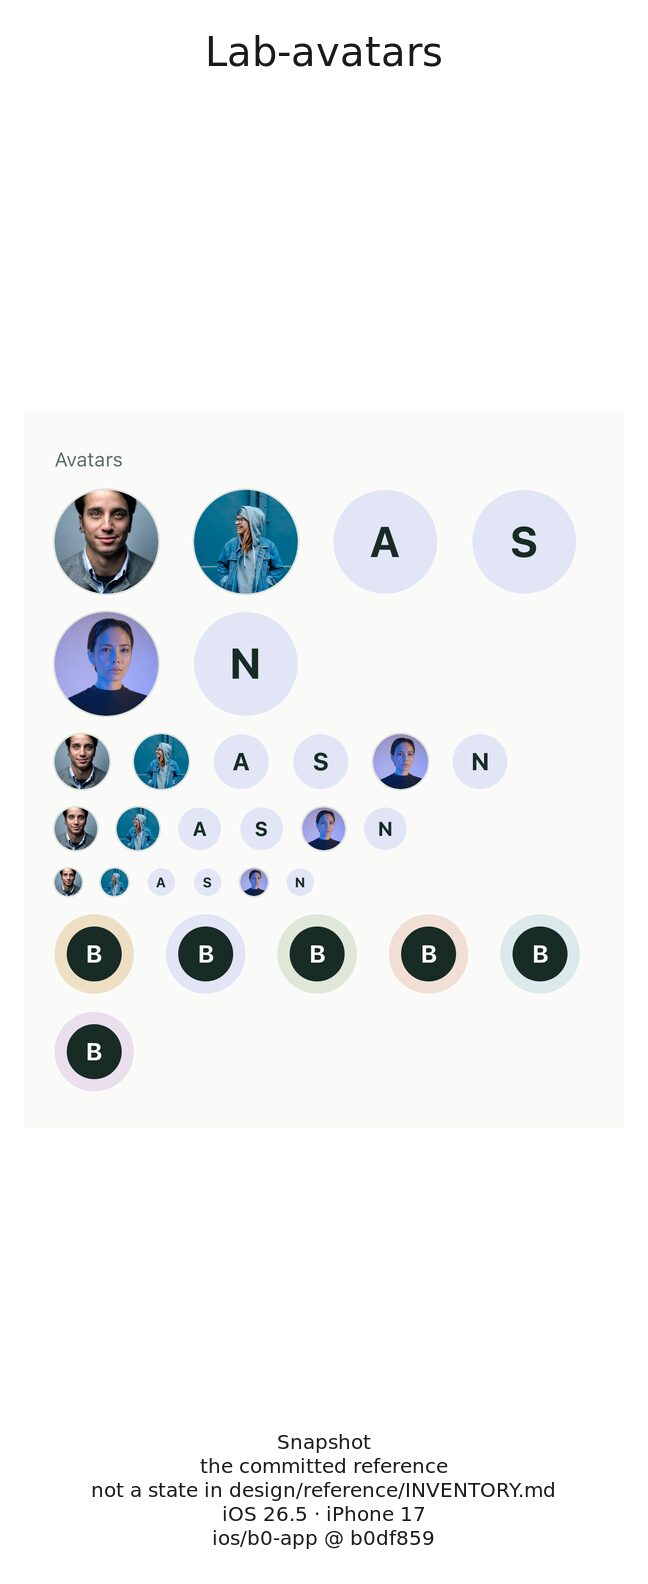 Lab-avatars
Avatars
A S
N
A S N
A S N
A S N
B B B B B
B
Snapshot
the committed reference
not a state in design/reference/INVENTORY.md
iOS 26.5 · iPhone 17
ios/b0-app @ b0df859